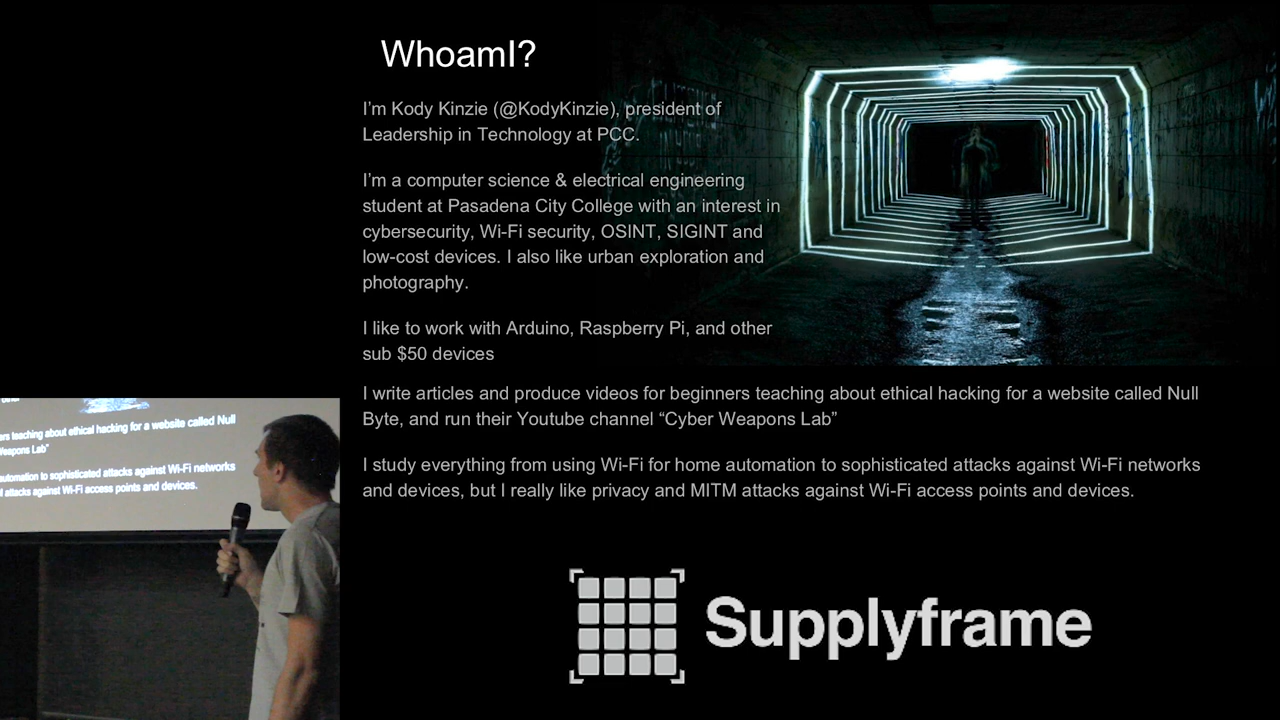 WhoamI?
I'm Kody Kinzie (@KodyKinzie), president of
Leadership in Technology at PCC.
I'm a computer science & electrical engineering
student at Pasadena City College with an interest in
cybersecurity, Wi-Fi security, OSINT, SIGINT and
low-cost devices. I also like urban exploration and
photography.
I like to work with Arduino, Raspberry Pi, and other
sub $50 devices
I write articles and produce videos for beginners teaching about ethical hacking for a website called Null
Byte, and run their Youtube channel “Cyber Weapons Lab”
I study everything from using Wi-Fi for home automation to sophisticated attacks against Wi-Fi networks
and devices, but I really like privacy and MITM attacks against Wi-Fi access points and devices.
Supplyframe
ers teaching about ethical hacking for a website called Null
Weapons Lab”
automation to sophisticated attacks against Wi-Fi networks
attacks against Wi-Fi access points and devices.